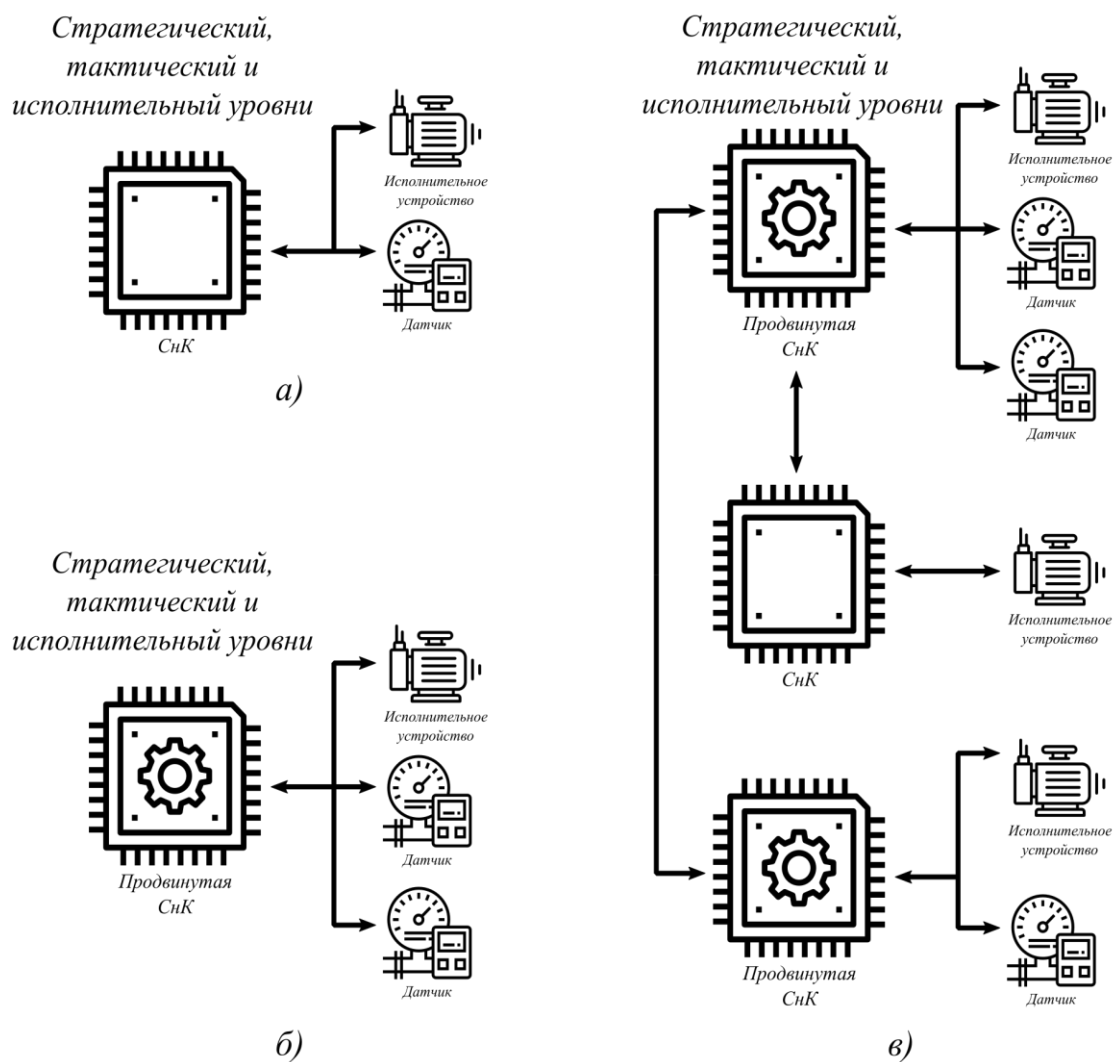 Стратегический,
тактический и
исполнительный уровни
Исполнительное
устройство
Датчик
СнК
а)
Стратегический,
тактический и
исполнительный уровни
Исполнительное
устройство
Датчик
Продвинутая
СнК
Датчик
б)
Стратегический,
тактический и
исполнительный уровни
Исполнительное
устройство
Датчик
Продвинутая
СнК
Датчик
Исполнительное
устройство
СнК
Исполнительное
устройство
Продвинутая
СнК
Датчик
в)